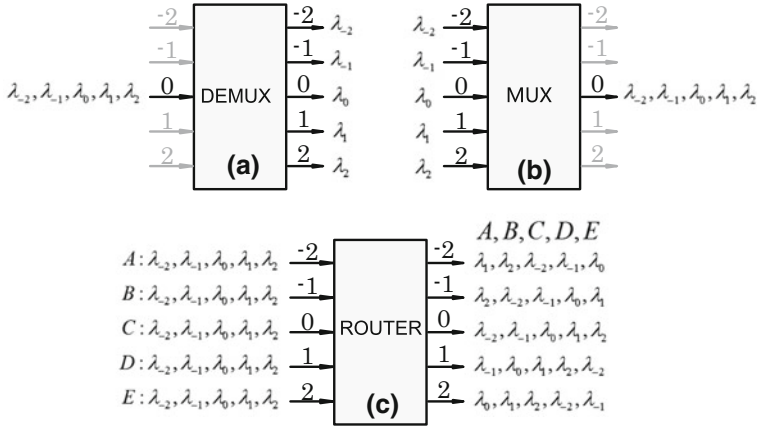 -2 -2 λ₋₂
-1 -1 λ₋₁
λ₋₂, λ₋₁, λ₀, λ₁, λ₂ 0 DEMUX 0 λ₀
1 1 λ₁
2 (a) 2 λ₂
λ₋₂ -2 -2
λ₋₁ -1 -1
λ₀ 0 MUX 0 λ₋₂, λ₋₁, λ₀, λ₁, λ₂
λ₁ 1 1
λ₂ 2 (b) 2
A, B, C, D, E
A: λ₋₂, λ₋₁, λ₀, λ₁, λ₂ -2 -2 λ₁, λ₂, λ₋₂, λ₋₁, λ₀
B: λ₋₂, λ₋₁, λ₀, λ₁, λ₂ -1 -1 λ₂, λ₋₂, λ₋₁, λ₀, λ₁
C: λ₋₂, λ₋₁, λ₀, λ₁, λ₂ 0 ROUTER 0 λ₋₂, λ₋₁, λ₀, λ₁, λ₂
D: λ₋₂, λ₋₁, λ₀, λ₁, λ₂ 1 1 λ₋₁, λ₀, λ₁, λ₂, λ₋₂
E: λ₋₂, λ₋₁, λ₀, λ₁, λ₂ 2 (c) 2 λ₀, λ₁, λ₂, λ₋₂, λ₋₁